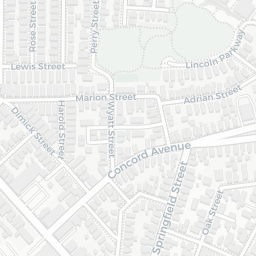 Rose Street
Perry Street
Lincoln Parkway
Lewis Street
Marion Street
Adrian Street
Dimick Street
Harold Street
Wyatt Street
Concord Avenue
Springfield Street
Oak Street